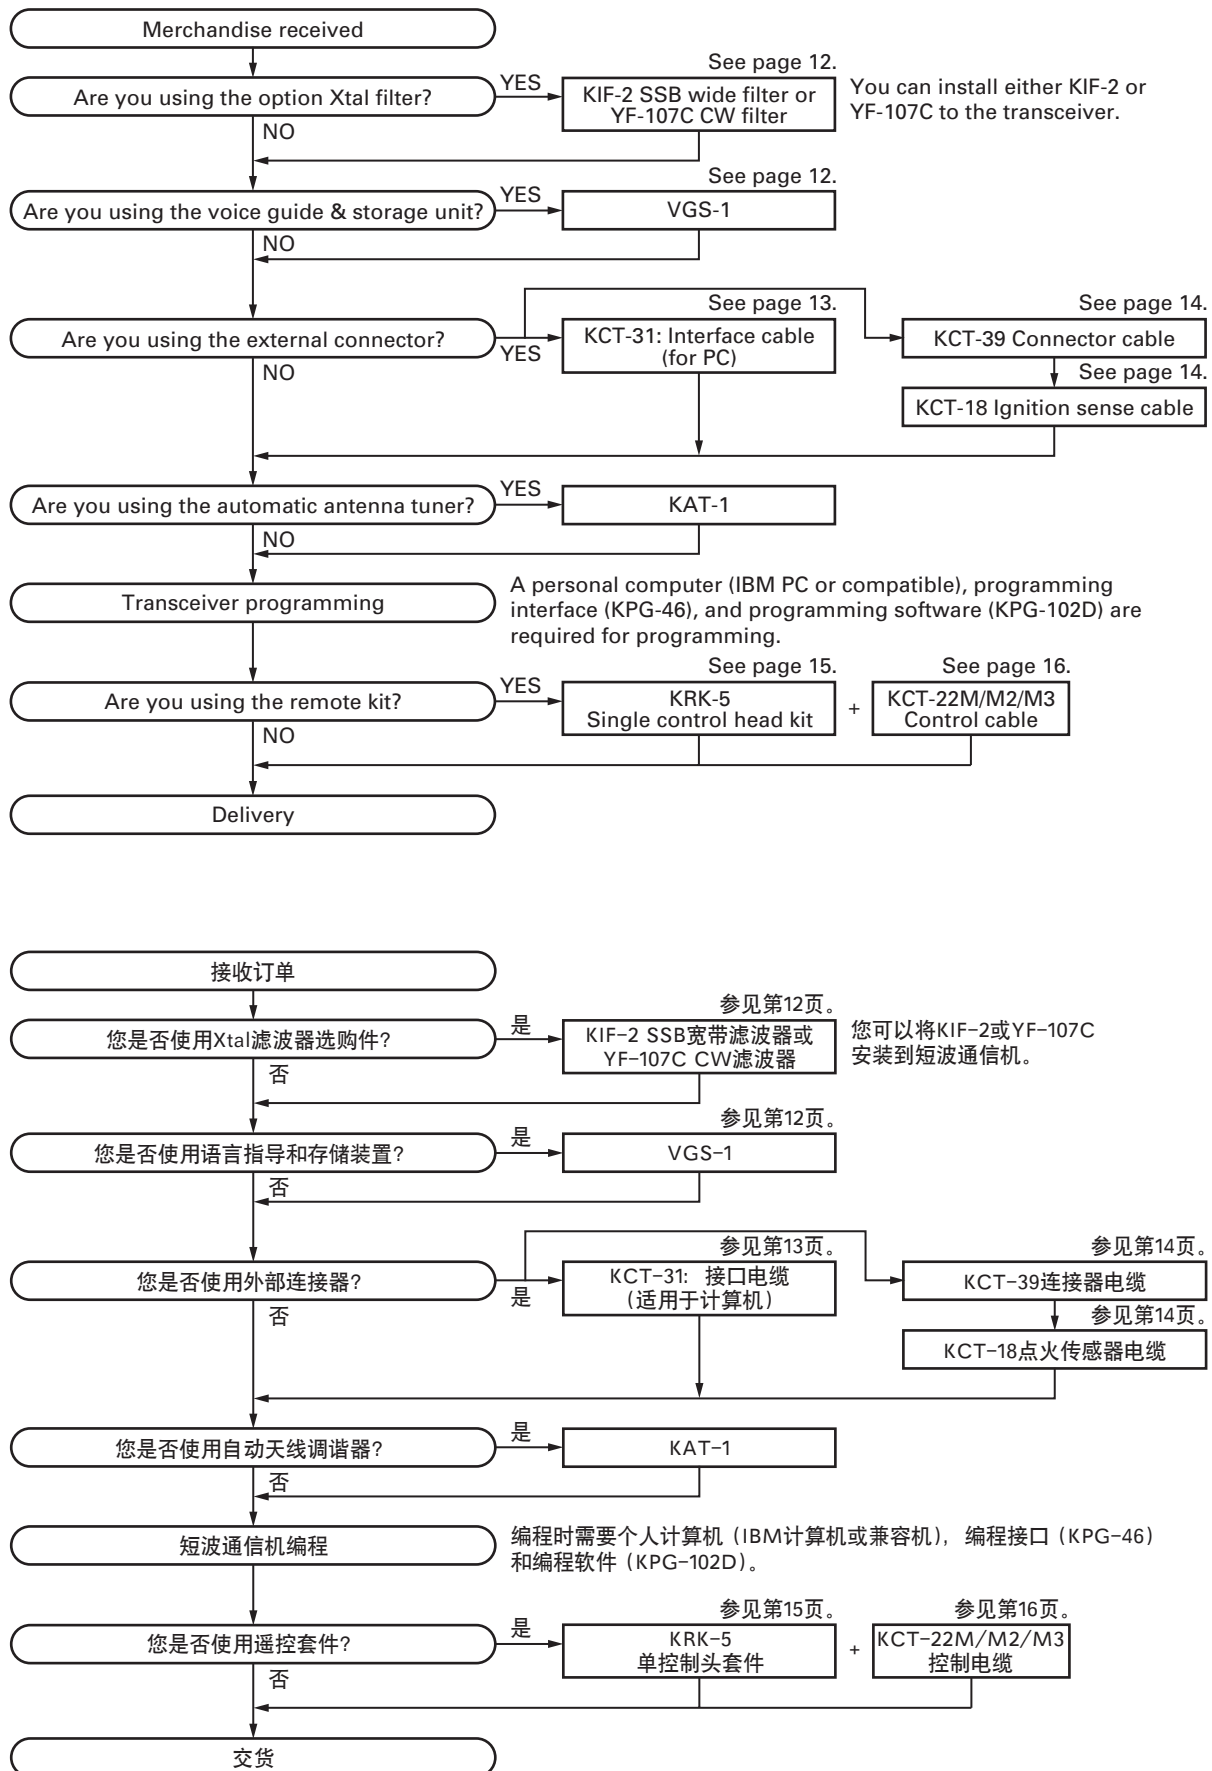 Merchandise received
See page 12.
Are you using the option Xtal filter?
YES
KIF-2 SSB wide filter or
YF-107C CW filter
You can install either KIF-2 or
YF-107C to the transceiver.
NO
See page 12.
Are you using the voice guide & storage unit?
YES
VGS-1
NO
See page 13.
See page 14.
Are you using the external connector?
YES
KCT-31: Interface cable
(for PC)
KCT-39 Connector cable
NO
See page 14.
KCT-18 Ignition sense cable
Are you using the automatic antenna tuner?
YES
KAT-1
NO
Transceiver programming
A personal computer (IBM PC or compatible), programming
interface (KPG-46), and programming software (KPG-102D) are
required for programming.
See page 15.
See page 16.
Are you using the remote kit?
YES
KRK-5
Single control head kit
+
KCT-22M/M2/M3
Control cable
NO
Delivery
接收订单
参见第12页。
您是否使用Xtal滤波器选购件?
是
KIF-2 SSB宽带滤波器或
YF-107C CW滤波器
您可以将KIF-2或YF-107C
安装到短波通信机。
否
参见第12页。
您是否使用语言指导和存储装置?
是
VGS-1
否
参见第13页。
参见第14页。
您是否使用外部连接器?
是
KCT-31: 接口电缆
(适用于计算机)
KCT-39连接器电缆
否
参见第14页。
KCT-18点火传感器电缆
您是否使用自动天线调谐器?
是
KAT-1
否
短波通信机编程
编程时需要个人计算机 (IBM计算机或兼容机), 编程接口 (KPG-46)
和编程软件 (KPG-102D)。
参见第15页。
参见第16页。
您是否使用遥控套件?
是
KRK-5
单控制头套件
+
KCT-22M/M2/M3
控制电缆
否
交货